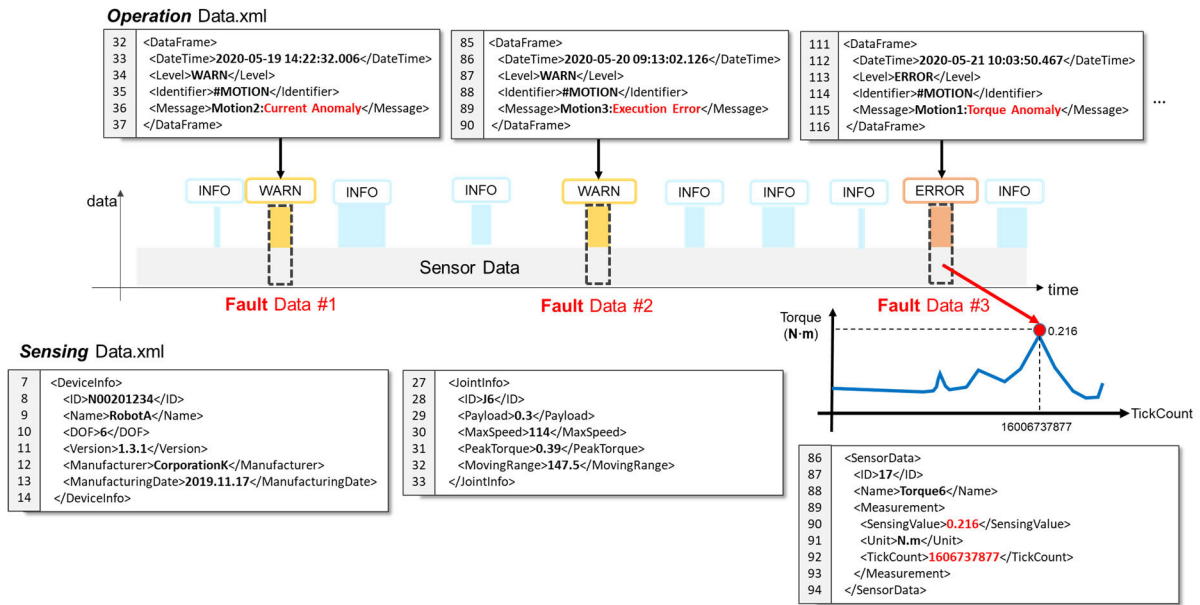 Operation Data.xml
32 <DataFrame>
33 <DateTime>2020-05-19 14:22:32.006</DateTime>
34 <Level>WARN</Level>
35 <Identifier>#MOTION</Identifier>
36 <Message>Motion2:Current Anomaly</Message>
37 </DataFrame>
85 <DataFrame>
86 <DateTime>2020-05-20 09:13:02.126</DateTime>
87 <Level>WARN</Level>
88 <Identifier>#MOTION</Identifier>
89 <Message>Motion3:Execution Error</Message>
90 </DataFrame>
111 <DataFrame>
112 <DateTime>2020-05-21 10:03:50.467</DateTime>
113 <Level>ERROR</Level>
114 <Identifier>#MOTION</Identifier>
115 <Message>Motion1:Torque Anomaly</Message>
116 </DataFrame>
...
INFO WARN INFO INFO WARN INFO INFO INFO ERROR INFO
data
Sensor Data
time
Fault Data #1 Fault Data #2 Fault Data #3
Torque
(N·m)
0.216
TickCount
16006737877
Sensing Data.xml
7 <DeviceInfo>
8 <ID>N00201234</ID>
9 <Name>RobotA</Name>
10 <DOF>6</DOF>
11 <Version>1.3.1</Version>
12 <Manufacturer>CorporationK</Manufacturer>
13 <ManufacturingDate>2019.11.17</ManufacturingDate>
14 </DeviceInfo>
27 <JointInfo>
28 <ID>J6</ID>
29 <Payload>0.3</Payload>
30 <MaxSpeed>114</MaxSpeed>
31 <PeakTorque>0.39</PeakTorque>
32 <MovingRange>147.5</MovingRange>
33 </JointInfo>
86 <SensorData>
87 <ID>17</ID>
88 <Name>Torque6</Name>
89 <Measurement>
90 <SensingValue>0.216</SensingValue>
91 <Unit>N.m</Unit>
92 <TickCount>1606737877</TickCount>
93 </Measurement>
94 </SensorData>